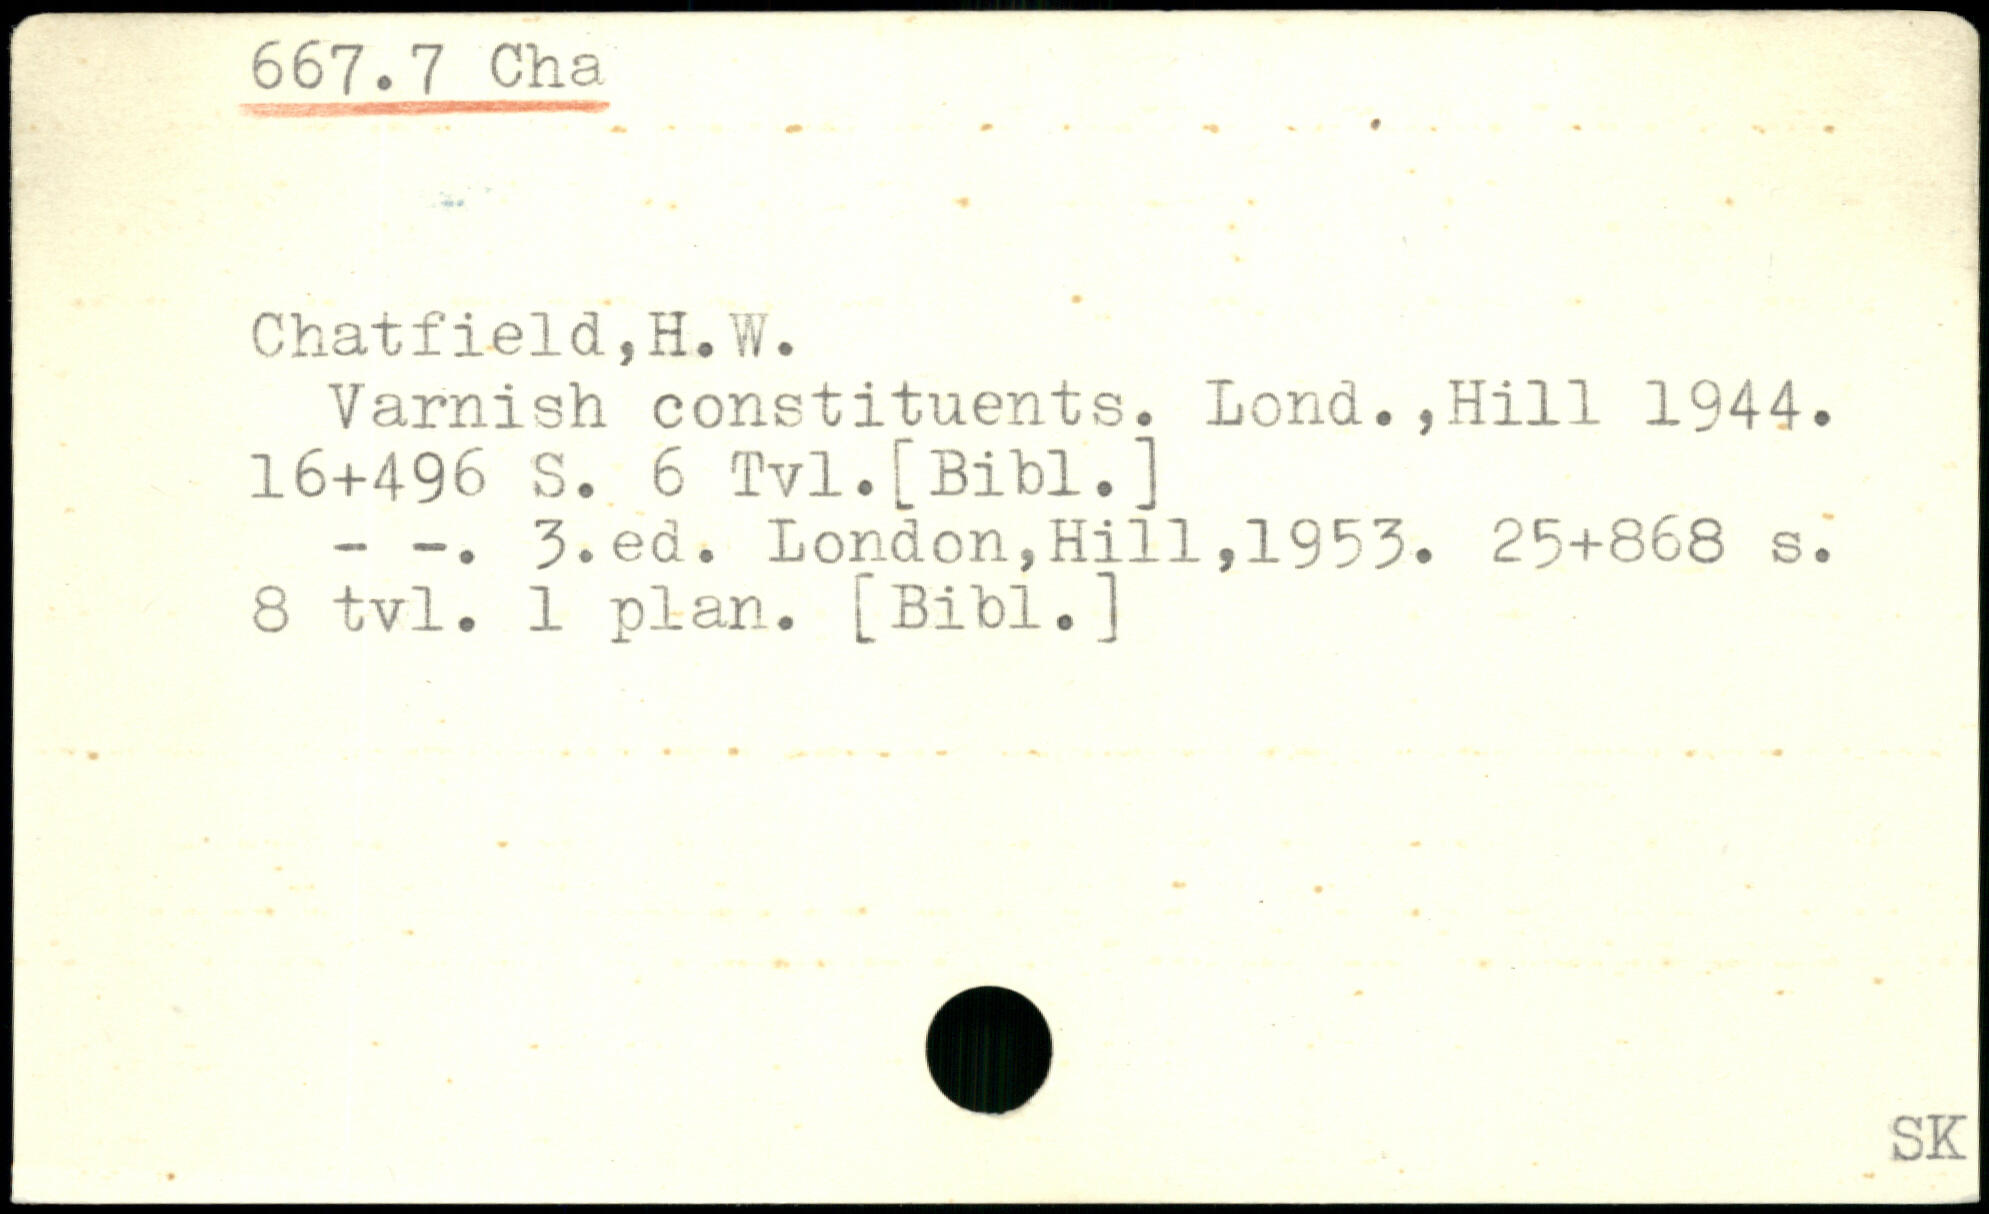 667.7 Cha
Chatfield,H.W.
Varnish constituents. Lond.,Hill 1944.
16+496 S. 6 Tvl.[Bibl.]
- -. 3.ed. London,Hill,1953. 25+868 s.
8 tvl. 1 plan. [Bibl.]
SK